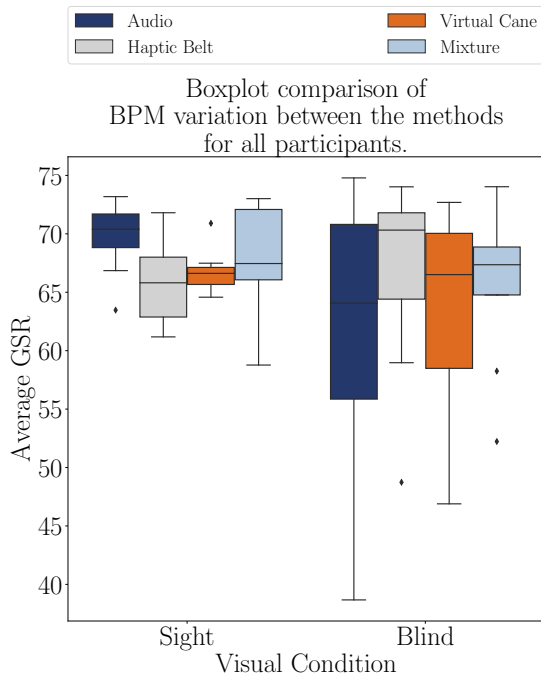 Audio
Haptic Belt
Virtual Cane
Mixture
Boxplot comparison of
BPM variation between the methods
for all participants.
Average GSR
75
70
65
60
55
50
45
40
Sight
Blind
Visual Condition